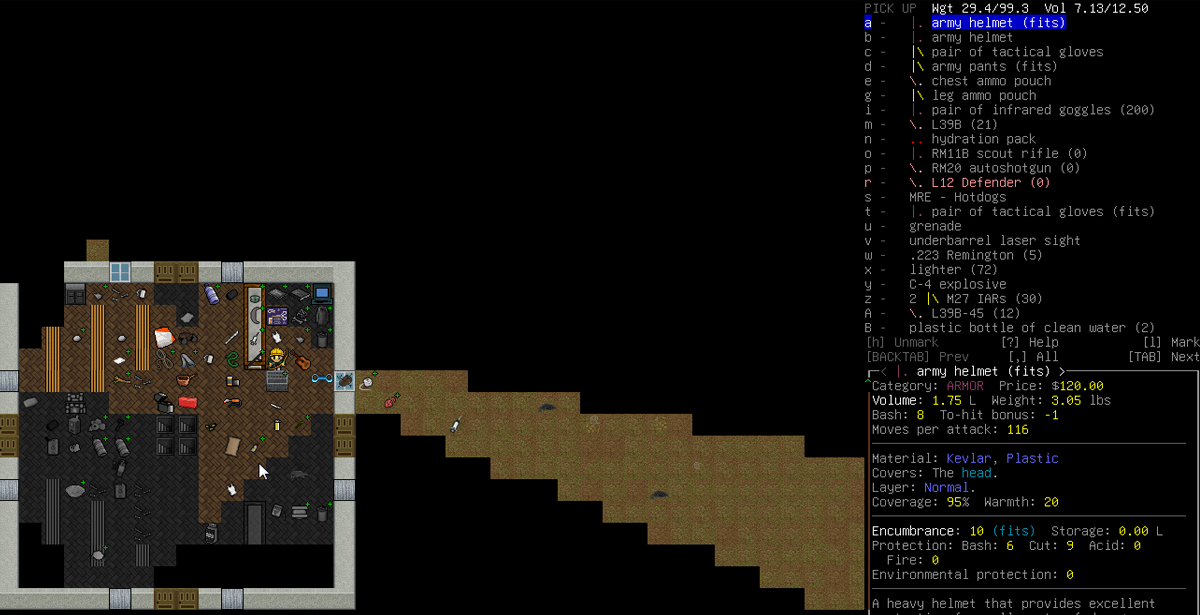 PICK UP Wgt 29.4/99.3 Vol 7.13/12.50
a - |. army helmet (fits)
b - |. army helmet
c - |\ pair of tactical gloves
d - |\ army pants (fits)
e - \. chest ammo pouch
g - |\ leg ammo pouch
i - |. pair of infrared goggles (200)
m - \. L39B (21)
n - .. hydration pack
o - |. RM11B scout rifle (0)
p - \. RM20 autoshotgun (0)
r - \. L12 Defender (0)
s - MRE - Hotdogs
t - |. pair of tactical gloves (fits)
u - grenade
v - underbarrel laser sight
w - .223 Remington (5)
x - lighter (72)
y - C-4 explosive
z - 2 |\ M27 IARs (30)
A - \. L39B-45 (12)
B - plastic bottle of clean water (2)
[h] Unmark [?] Help [l] Mark
[BACKTAB] Prev [,] All [TAB] Next
< |. army helmet (fits) >
Category: ARMOR Price: $120.00
Volume: 1.75 L Weight: 3.05 lbs
Bash: 8 To-hit bonus: -1
Moves per attack: 116
Material: Kevlar, Plastic
Covers: The head.
Layer: Normal.
Coverage: 95% Warmth: 20
Encumbrance: 10 (fits) Storage: 0.00 L
Protection: Bash: 6 Cut: 9 Acid: 0
Fire: 0
Environmental protection: 0
A heavy helmet that provides excellent